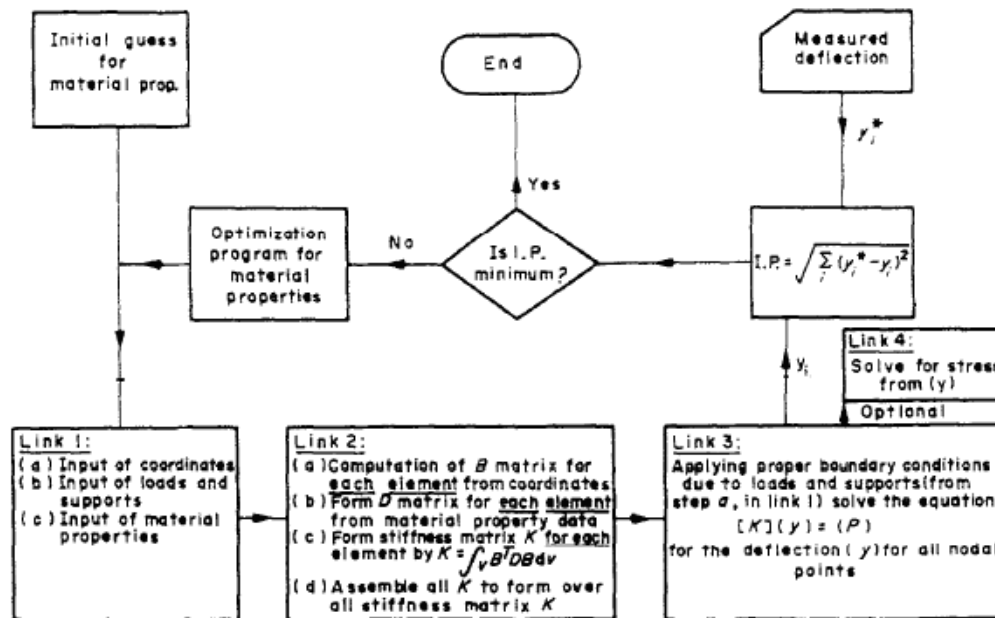 Initial guess
for
material prop.
End
Measured
deflection
y_i*
Yes
Optimization
program for
material
properties
No
Is I.P.
minimum?
I.P. = √Σ_i (y_i* – y_i)²
y_i
Link 4:
Solve for stress
from (y)
Optional
Link 1:
(a) Input of coordinates
(b) Input of loads and
supports
(c) Input of material
properties
Link 2:
(a) Computation of B matrix for
each element from coordinates
(b) Form D matrix for each element
from material property data
(c) Form stiffness matrix K for each
element by K = ∫_v B^T DB dv
(d) Assemble all K to form over
all stiffness matrix K
Link 3:
Applying proper boundary conditions
due to loads and supports (from
step a, in link 1) solve the equation
[K](y) = (P)
for the deflection (y) for all nodal
points